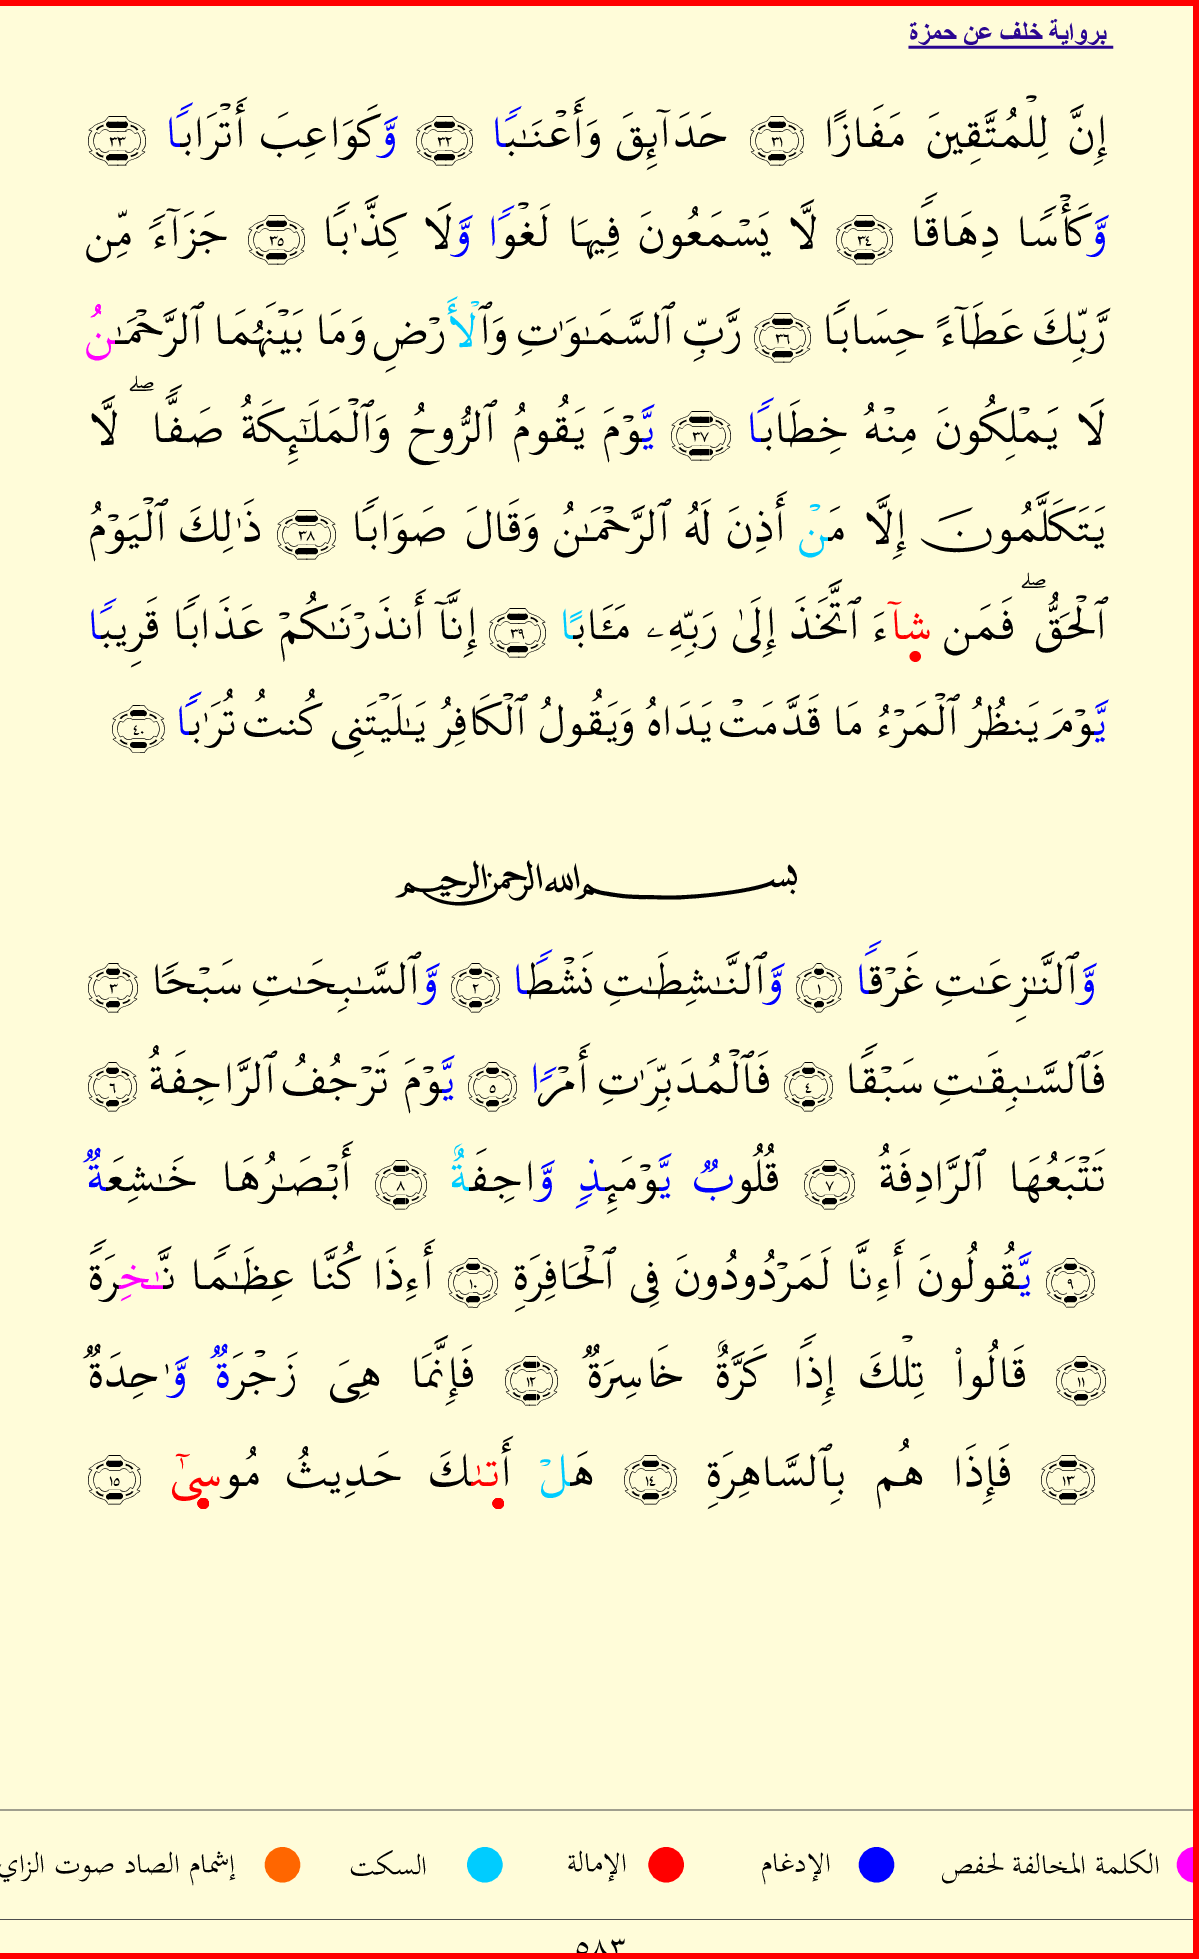 برواية خلف عن حمزة
إِنَّ لِلْمُتَّقِينَ مَفَازًا ٣١ حَدَآئِقَ وَأَعْنَـٰبًا ٣٢ وَّكَوَاعِبَ أَتْرَابًا ٣٣
وَّكَأْسًا دِهَاقًا ٣٤ لَّا يَسْمَعُونَ فِيهَا لَغْوًا وَّلَا كِذَّٰبًا ٣٥ جَزَآءً مِّن
رَّبِّكَ عَطَآءً حِسَابًا ٣٦ رَّبِّ ٱلسَّمَـٰوَٰتِ وَٱلْأَرْضِ وَمَا بَيْنَهُمَا ٱلرَّحْمَـٰنُ
لَا يَمْلِكُونَ مِنْهُ خِطَابًا ٣٧ يَّوْمَ يَقُومُ ٱلرُّوحُ وَٱلْمَلَـٰٓئِكَةُ صَفًّا ۖ لَّا
يَتَكَلَّمُونَ إِلَّا مَنْ أَذِنَ لَهُ ٱلرَّحْمَـٰنُ وَقَالَ صَوَابًا ٣٨ ذَٰلِكَ ٱلْيَوْمُ
ٱلْحَقُّ ۖ فَمَن شَآءَ ٱتَّخَذَ إِلَىٰ رَبِّهِۦ مَـَٔابًا ٣٩ إِنَّآ أَنذَرْنَـٰكُمْ عَذَابًا قَرِيبًا
يَّوْمَ يَنظُرُ ٱلْمَرْءُ مَا قَدَّمَتْ يَدَاهُ وَيَقُولُ ٱلْكَافِرُ يَـٰلَيْتَنِى كُنتُ تُرَٰبًا ٤٠
بسم الله الرحمن الرحيم
وَّٱلنَّـٰزِعَـٰتِ غَرْقًا ١ وَّٱلنَّـٰشِطَـٰتِ نَشْطًا ٢ وَّٱلسَّـٰبِحَـٰتِ سَبْحًا ٣
فَٱلسَّـٰبِقَـٰتِ سَبْقًا ٤ فَٱلْمُدَبِّرَٰتِ أَمْرًا ٥ يَّوْمَ تَرْجُفُ ٱلرَّاجِفَةُ ٦
تَتْبَعُهَا ٱلرَّادِفَةُ ٧ قُلُوبٌ يَّوْمَئِذٍ وَّاجِفَةٌ ٨ أَبْصَـٰرُهَا خَـٰشِعَةٌ
٩ يَّقُولُونَ أَءِنَّا لَمَرْدُودُونَ فِى ٱلْحَافِرَةِ ١٠ أَءِذَا كُنَّا عِظَـٰمًا نَّـٰخِرَةً
١١ قَالُوا۟ تِلْكَ إِذًا كَرَّةٌ خَاسِرَةٌ ١٢ فَإِنَّمَا هِىَ زَجْرَةٌ وَّٰحِدَةٌ
١٣ فَإِذَا هُم بِٱلسَّاهِرَةِ ١٤ هَلْ أَتـٰكَ حَدِيثُ مُوسىٰٓ ١٥
الكلمة المخالفة لحفص الإدغام الإمالة السكت إشمام الصاد صوت الزاي
٥٨٣